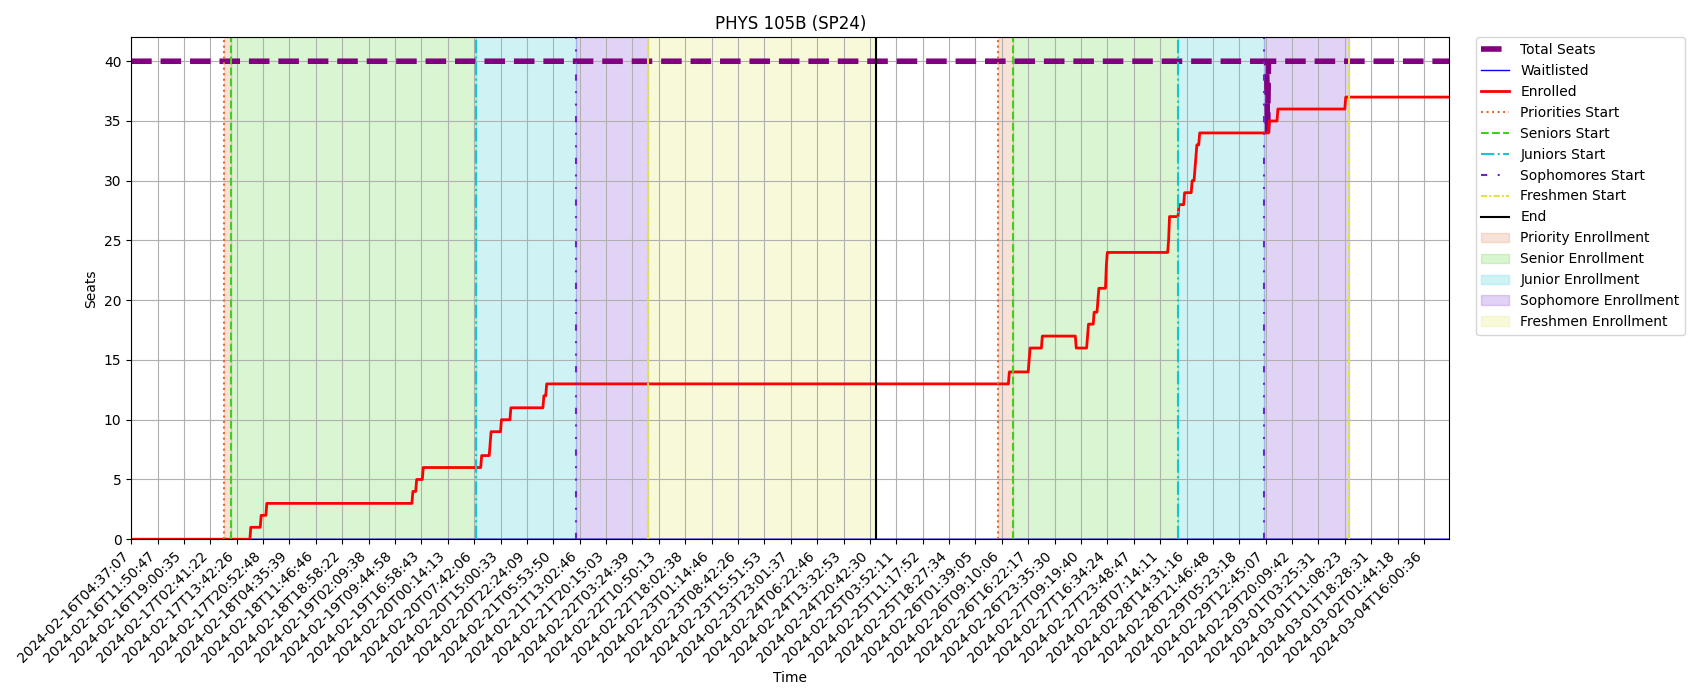 PHYS 105B (SP24)
Seats
40
35
30
25
20
15
10
5
0
2024-02-16T04:37:07
2024-02-16T11:50:47
2024-02-16T19:00:35
2024-02-17T02:41:22
2024-02-17T13:42:26
2024-02-17T20:52:48
2024-02-18T04:35:39
2024-02-18T11:46:46
2024-02-18T18:58:22
2024-02-19T02:09:38
2024-02-19T09:44:58
2024-02-19T16:58:43
2024-02-20T00:14:13
2024-02-20T07:42:06
2024-02-20T15:00:33
2024-02-20T22:24:09
2024-02-21T05:53:50
2024-02-21T13:02:46
2024-02-21T20:15:03
2024-02-22T03:24:39
2024-02-22T10:50:13
2024-02-22T18:02:38
2024-02-23T01:14:46
2024-02-23T08:42:26
2024-02-23T15:51:53
2024-02-23T23:01:37
2024-02-24T06:22:46
2024-02-24T13:32:53
2024-02-24T20:42:30
2024-02-25T03:52:11
2024-02-25T11:17:52
2024-02-25T18:27:34
2024-02-26T01:39:05
2024-02-26T09:10:06
2024-02-26T16:22:17
2024-02-26T23:35:30
2024-02-27T09:19:40
2024-02-27T16:34:24
2024-02-27T23:48:47
2024-02-28T07:14:11
2024-02-28T14:31:16
2024-02-28T21:46:48
2024-02-29T05:23:18
2024-02-29T12:45:07
2024-02-29T20:09:42
2024-03-01T03:25:31
2024-03-01T11:08:23
2024-03-01T18:28:31
2024-03-02T01:44:18
2024-03-04T16:00:36
Time
Total Seats
Waitlisted
Enrolled
Priorities Start
Seniors Start
Juniors Start
Sophomores Start
Freshmen Start
End
Priority Enrollment
Senior Enrollment
Junior Enrollment
Sophomore Enrollment
Freshmen Enrollment